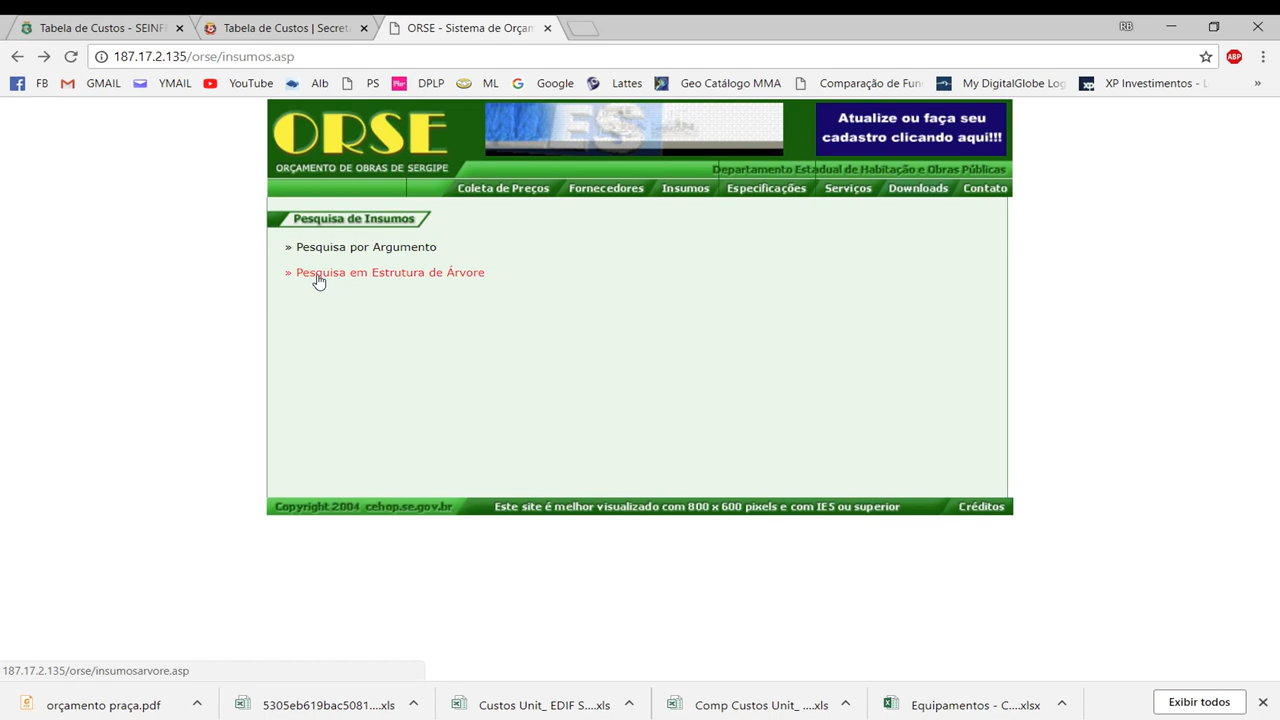 Tabela de Custos - SEINF
Tabela de Custos | Secret
ORSE - Sistema de Orçan
RB
187.17.2.135/orse/insumos.asp
ABP
FB
GMAIL
YMAIL
YouTube
Alb
PS
DPLP
ML
Google
Lattes
Geo Catálogo MMA
Comparação de Fun
My DigitalGlobe Log
XP Investimentos - L
»
ORSE
ORÇAMENTO DE OBRAS DE SERGIPE
Atualize ou faça seu
cadastro clicando aqui!!!
Departamento Estadual de Habitação e Obras Públicas
Coleta de Preços
Fornecedores
Insumos
Especificações
Serviços
Downloads
Contato
Pesquisa de Insumos
» Pesquisa por Argumento
» Pesquisa em Estrutura de Árvore
Copyright 2004 cehop.se.gov.br
Este site é melhor visualizado com 800 x 600 pixels e com IE5 ou superior
Créditos
187.17.2.135/orse/insumosarvore.asp
orçamento praça.pdf
5305eb619bac5081....xls
Custos Unit_ EDIF S....xls
Comp Custos Unit_ ....xls
Equipamentos - C....xlsx
Exibir todos